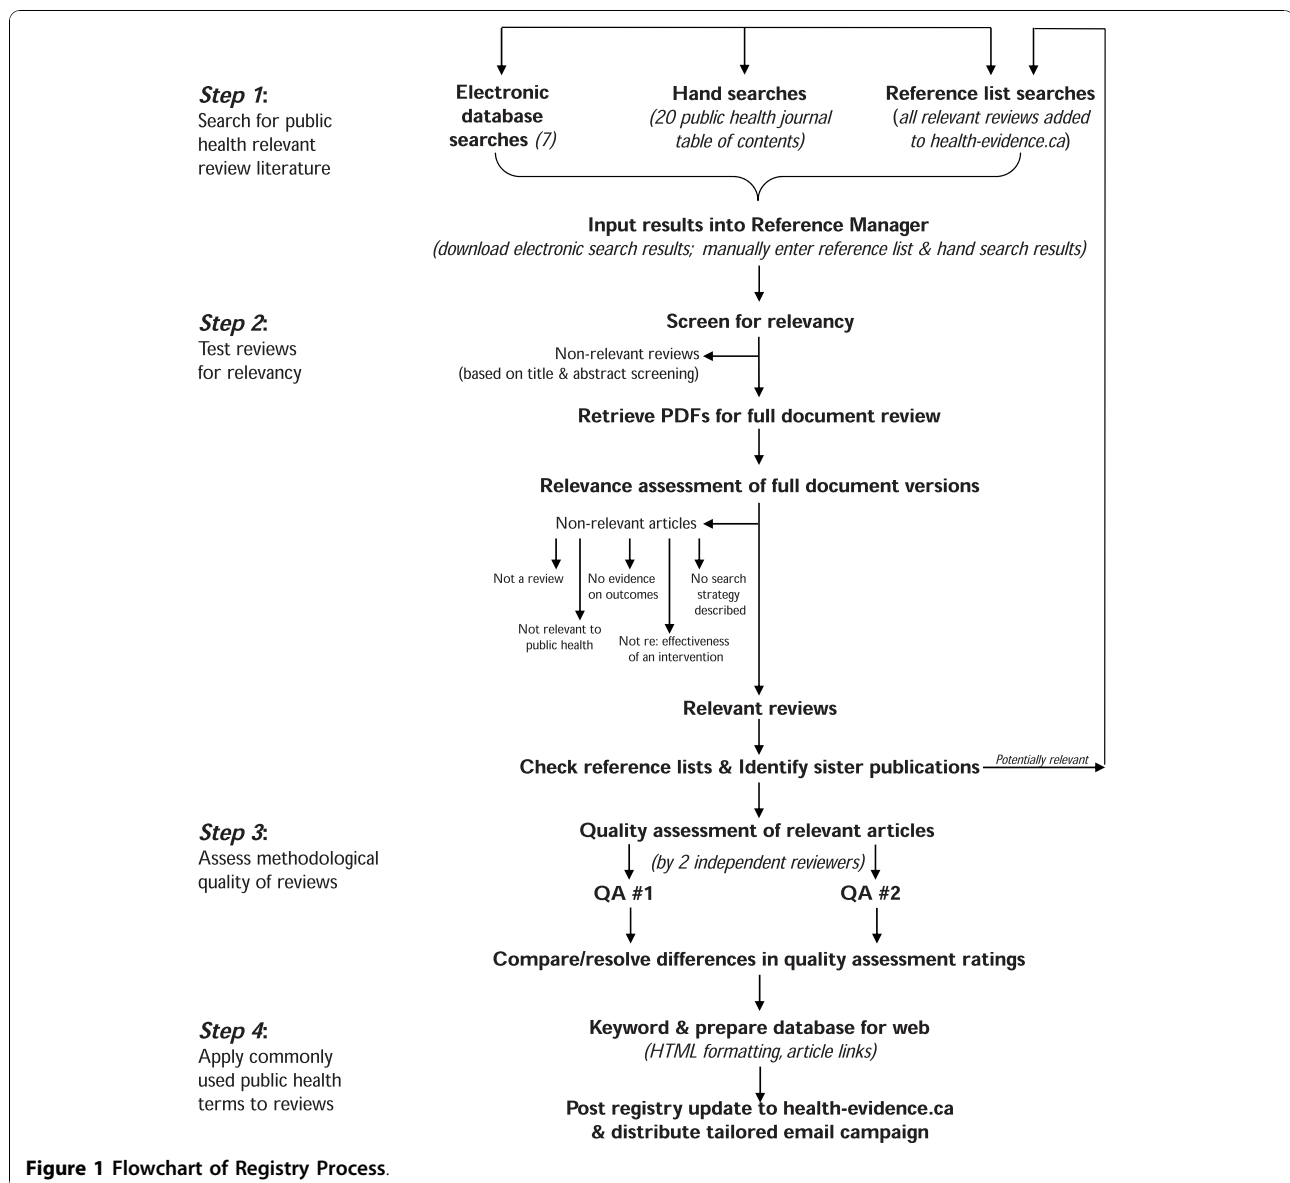 Step 1:
Search for public
health relevant
review literature
Electronic
database
searches (7)
Hand searches
(20 public health journal
table of contents)
Reference list searches
(all relevant reviews added
to health-evidence.ca)
Input results into Reference Manager
(download electronic search results; manually enter reference list & hand search results)
Step 2:
Test reviews
for relevancy
Screen for relevancy
Non-relevant reviews
(based on title & abstract screening)
Retrieve PDFs for full document review
Relevance assessment of full document versions
Non-relevant articles
Not a review
No evidence
on outcomes
No search
strategy
described
Not relevant to
public health
Not re: effectiveness
of an intervention
Relevant reviews
Check reference lists & Identify sister publications
Potentially relevant
Step 3:
Assess methodological
quality of reviews
Quality assessment of relevant articles
(by 2 independent reviewers)
QA #1
QA #2
Compare/resolve differences in quality assessment ratings
Step 4:
Apply commonly
used public health
terms to reviews
Keyword & prepare database for web
(HTML formatting, article links)
Post registry update to health-evidence.ca
& distribute tailored email campaign
Figure 1 Flowchart of Registry Process.